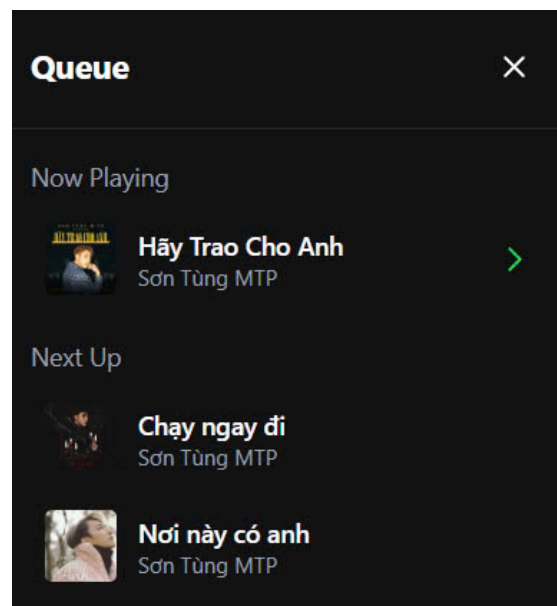 Queue
Now Playing
Hãy Trao Cho Anh
Sơn Tùng MTP
Next Up
Chạy ngay đi
Sơn Tùng MTP
Nơi này có anh
Sơn Tùng MTP